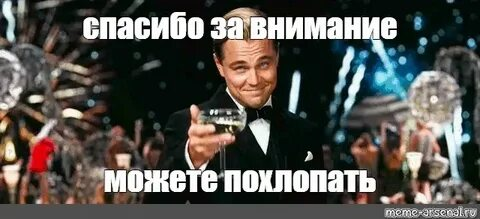 спасибо за внимание
можете похлопать
meme-arsenal.ru